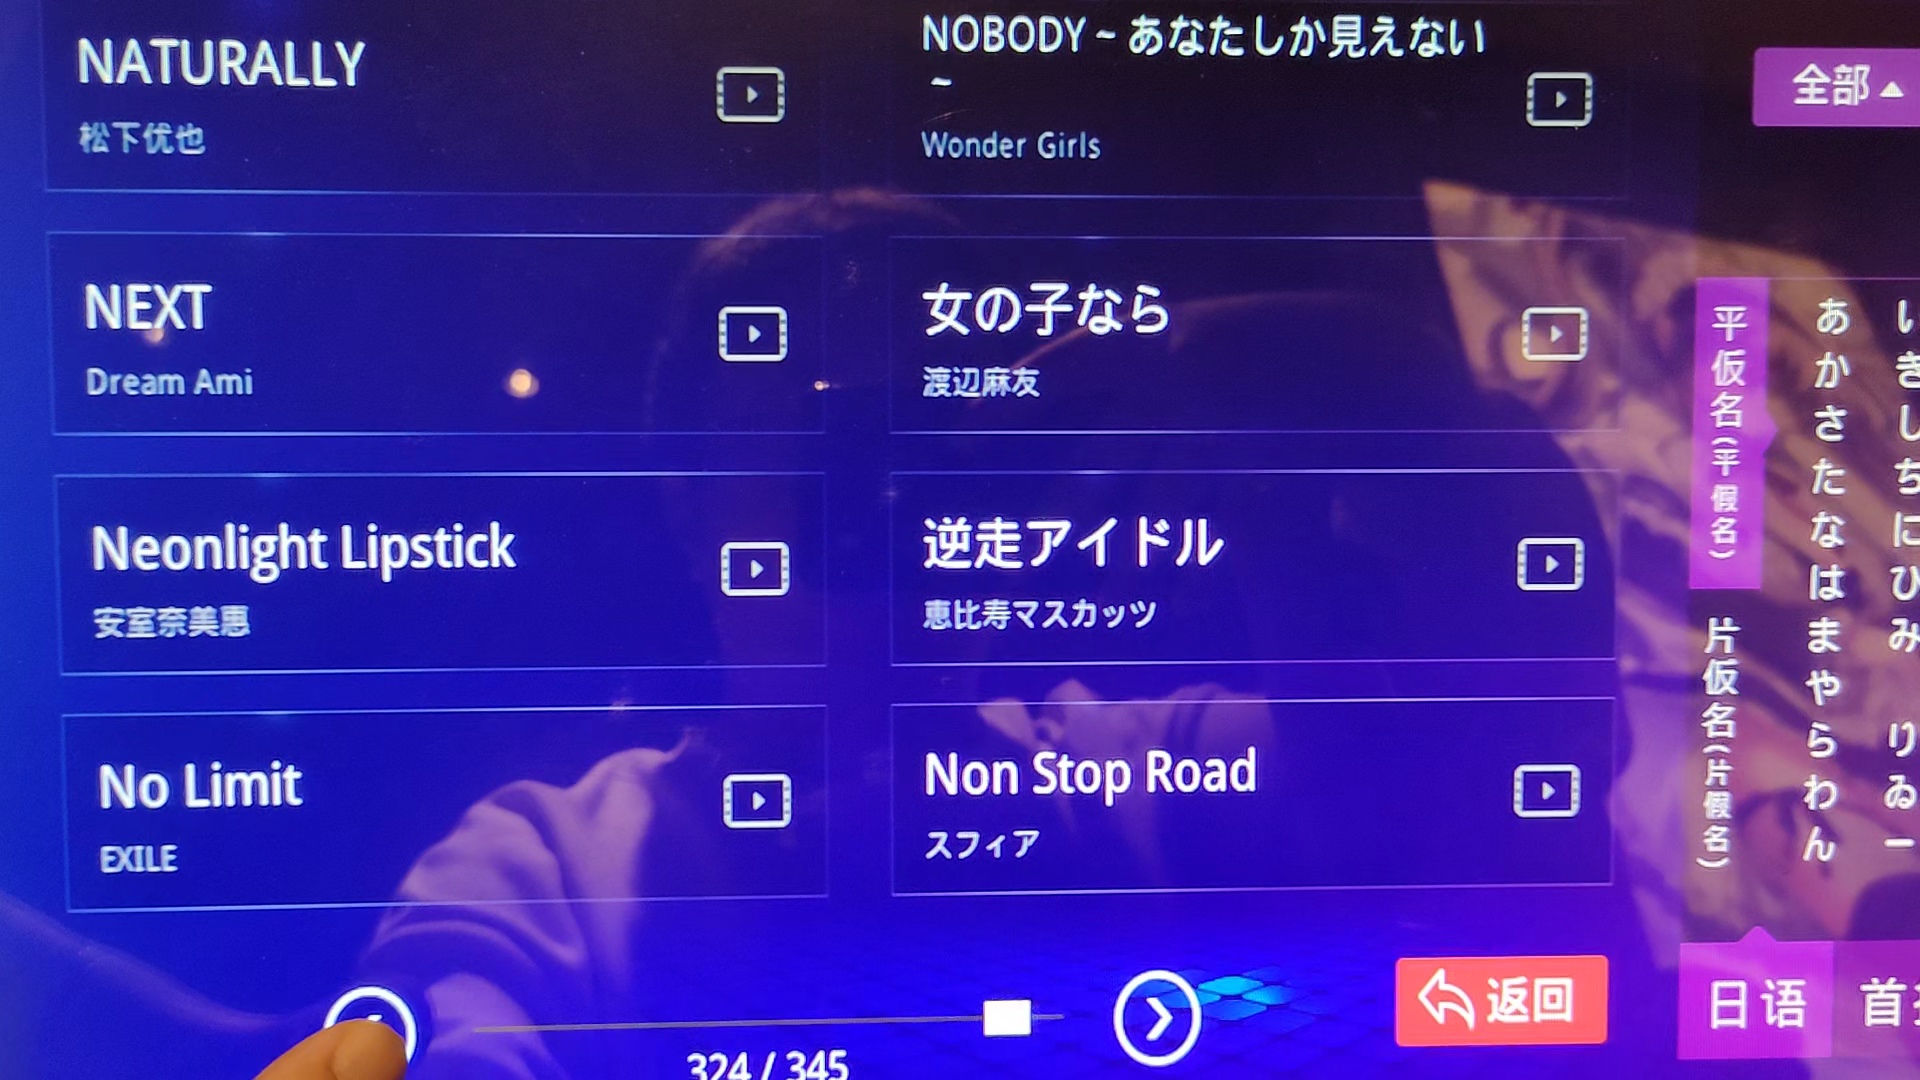 NATURALLY
松下优也
NOBODY ~ あなたしか見えない
~
Wonder Girls
NEXT
Dream Ami
女の子なら
渡辺麻友
Neonlight Lipstick
安室奈美惠
逆走アイドル
恵比寿マスカッツ
No Limit
EXILE
Non Stop Road
スフィア
324 / 345
返回
全部
平仮名(平假名)
片仮名(片假名)
あかさたなはまやらわん
いきしちにひみ りゐー
日语
首